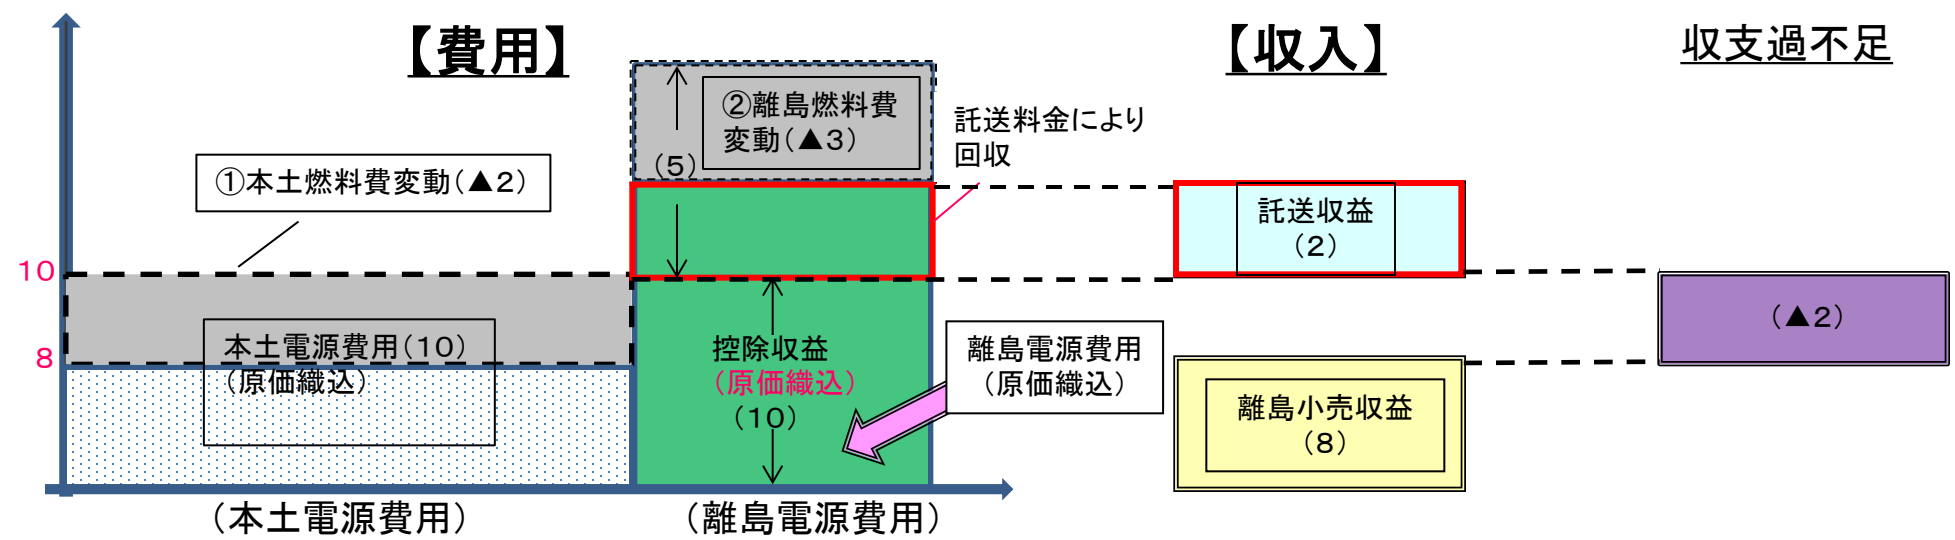 【費用】
【収入】
収支過不足
②離島燃料費
変動(▲3)
(5)
託送料金により
回収
①本土燃料費変動(▲2)
託送収益
(2)
10
8
(▲2)
本土電源費用(10)
(原価織込)
控除収益
(原価織込)
(10)
離島電源費用
(原価織込)
離島小売収益
(8)
(本土電源費用)
(離島電源費用)